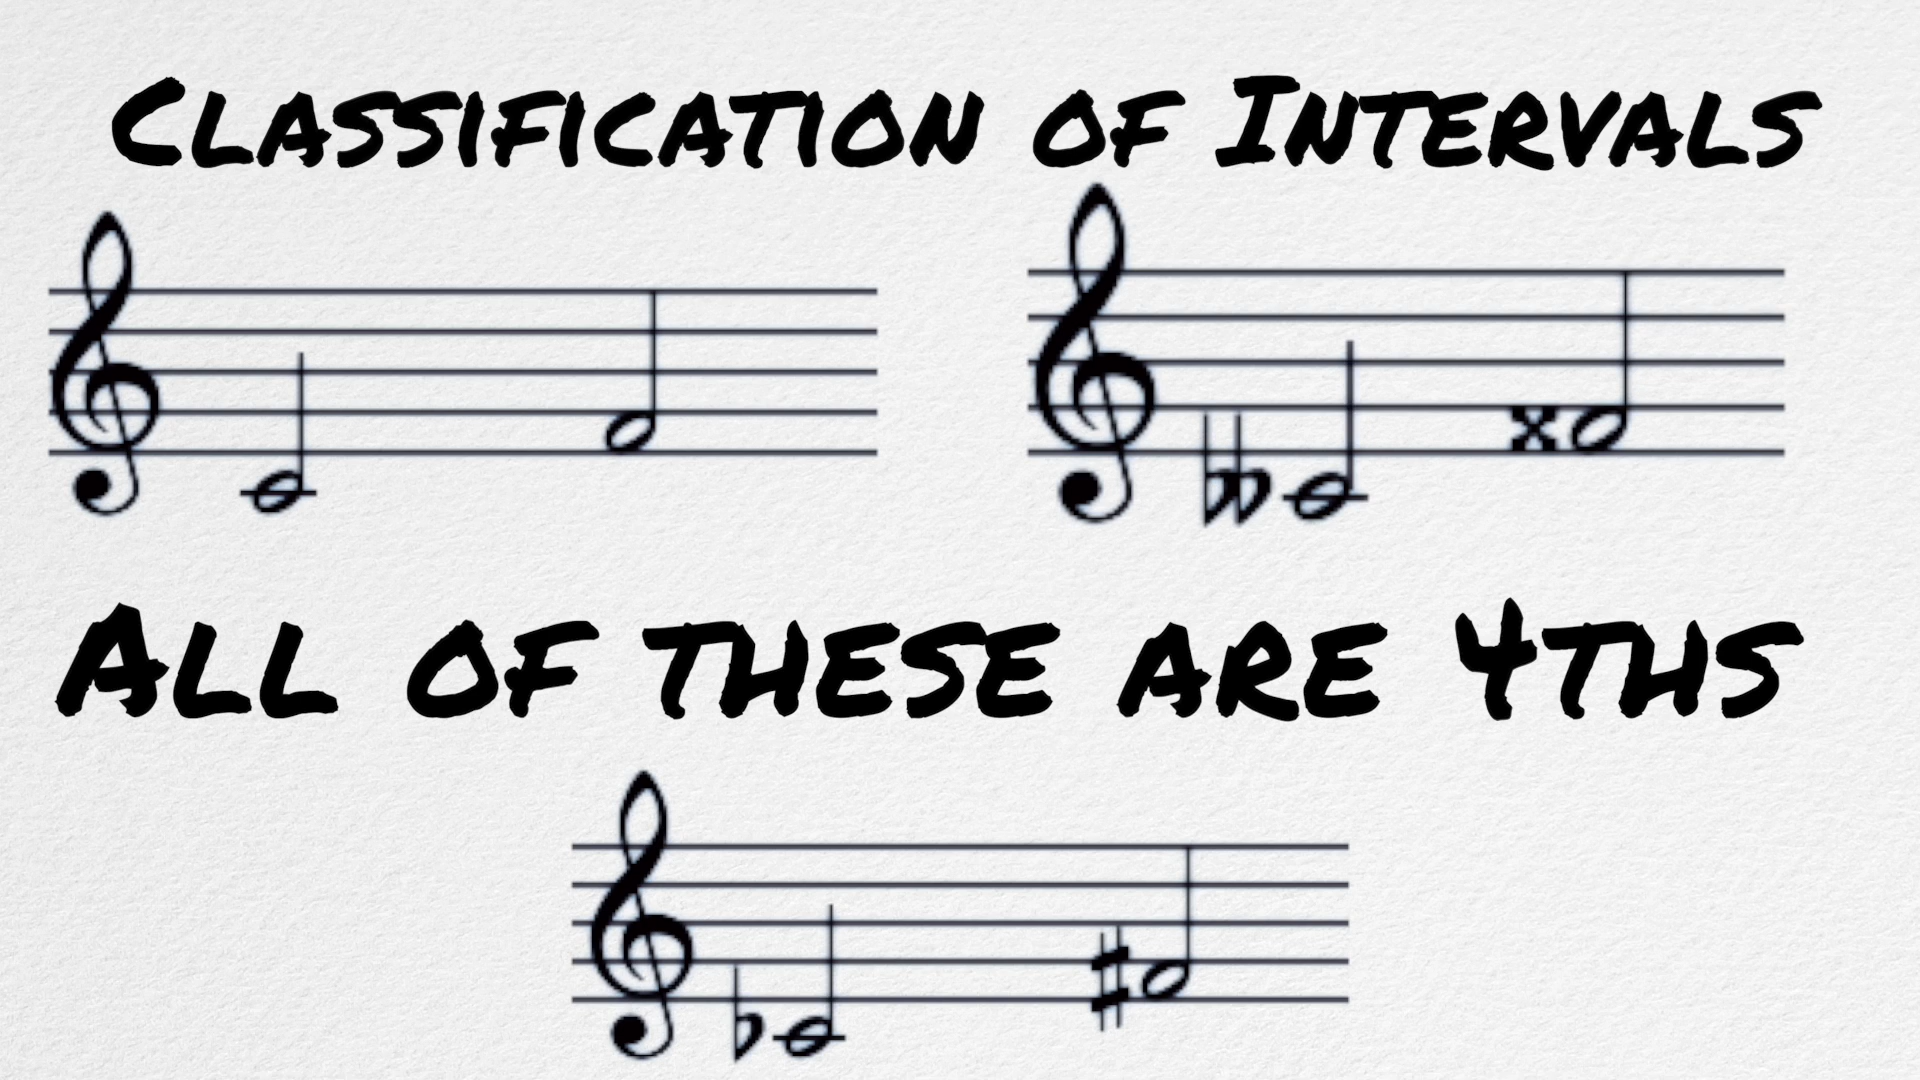 Classification of Intervals
All of these are 4ths